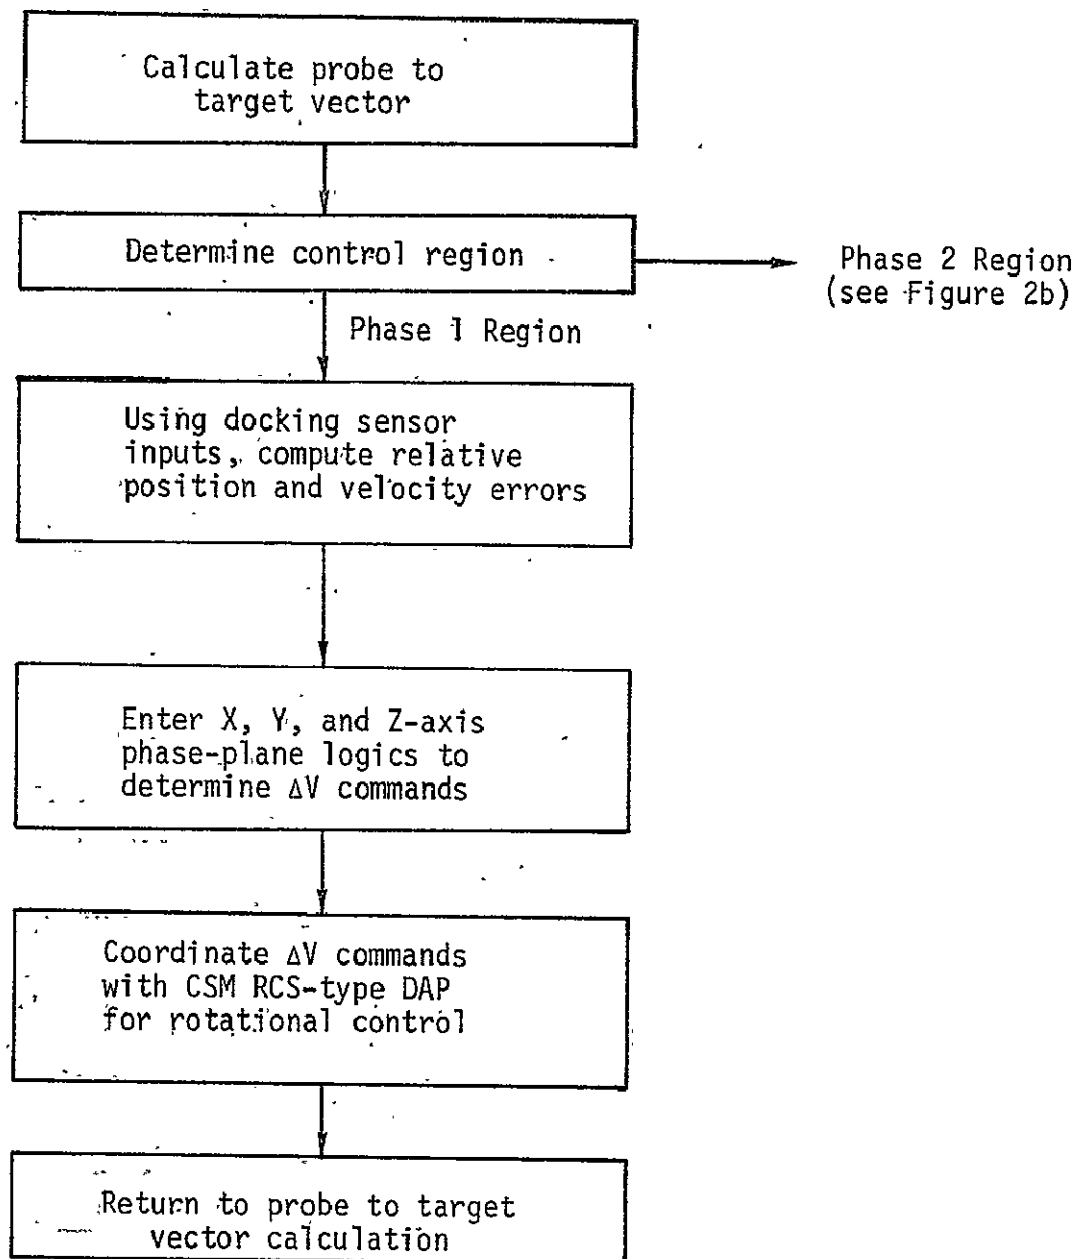 Calculate probe to
target vector
Determine control region
Phase 2 Region
(see Figure 2b)
Phase 1 Region
Using docking sensor
inputs, compute relative
position and velocity errors
Enter X, Y, and Z-axis
phase-plane logics to
determine ΔV commands
Coordinate ΔV commands
with CSM RCS-type DAP
for rotational control
Return to probe to target
vector calculation